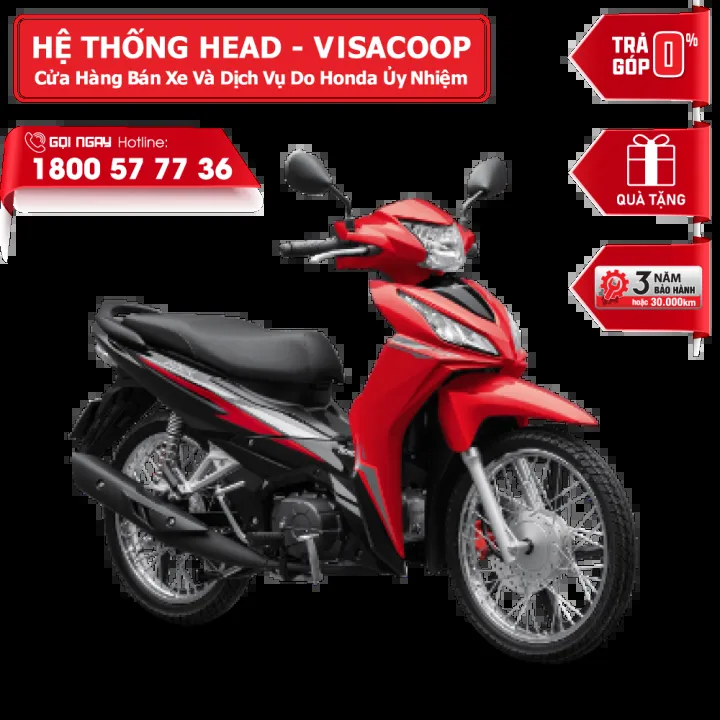 HỆ THỐNG HEAD - VISACOOP
Cửa Hàng Bán Xe Và Dịch Vụ Do Honda Ủy Nhiệm
GỌI NGAY Hotline:
1800 57 77 36
TRẢ
GÓP 0%
QUÀ TẶNG
3 NĂM
BẢO HÀNH
hoặc 30.000km